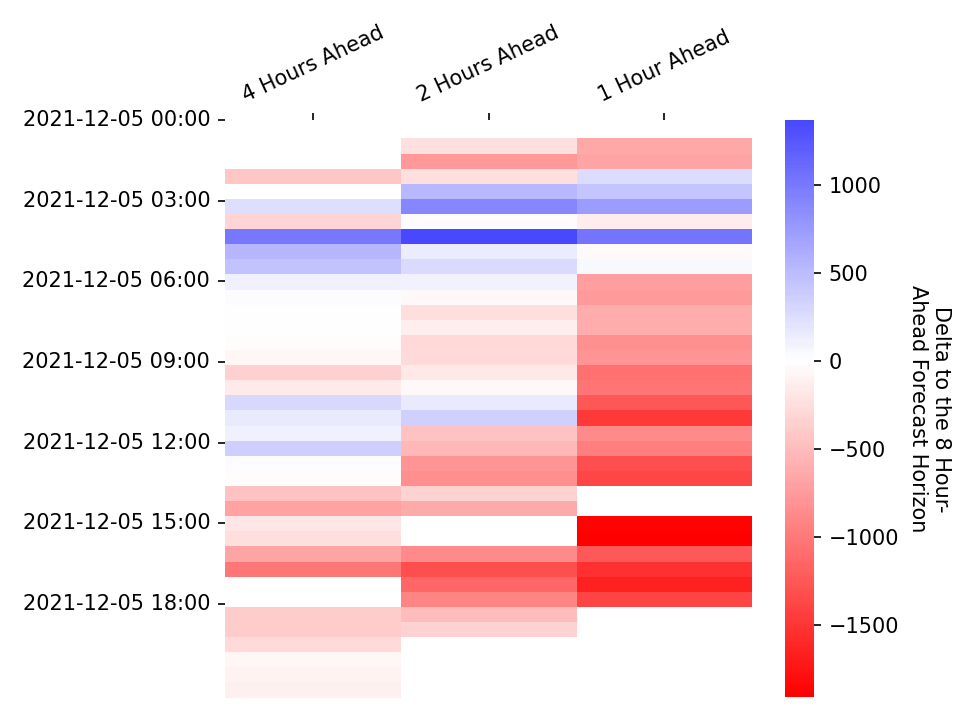 4 Hours Ahead
2 Hours Ahead
1 Hour Ahead
2021-12-05 00:00
2021-12-05 03:00
2021-12-05 06:00
2021-12-05 09:00
2021-12-05 12:00
2021-12-05 15:00
2021-12-05 18:00
1000
500
0
−500
−1000
−1500
Delta to the 8 Hour-
Ahead Forecast Horizon